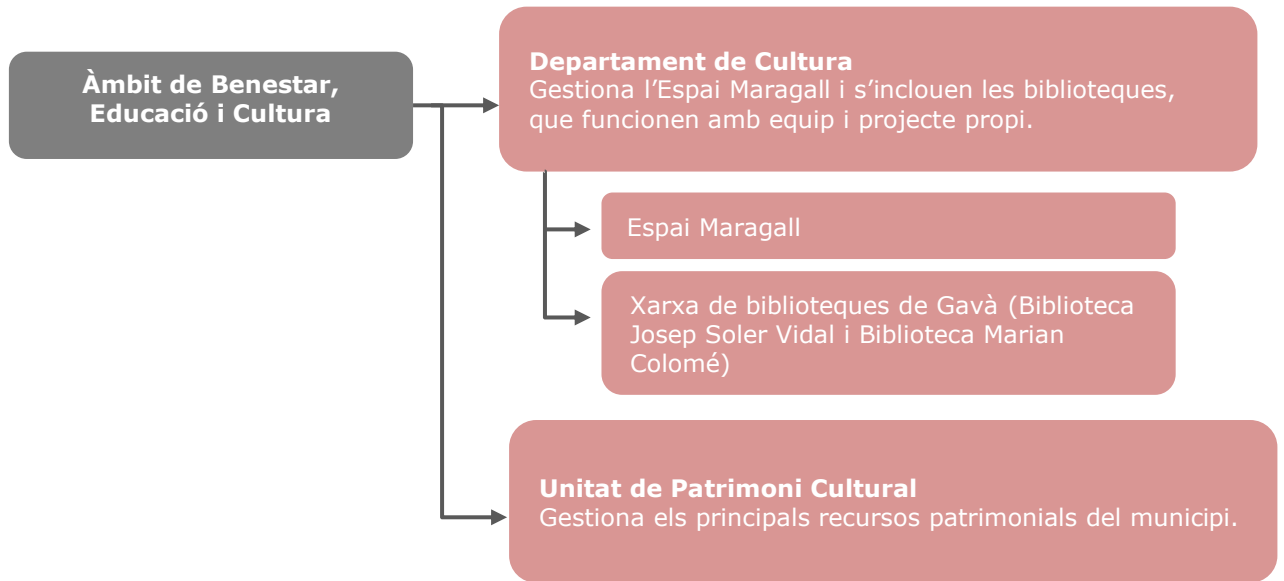 Àmbit de Benestar,
Educació i Cultura
Departament de Cultura
Gestiona l’Espai Maragall i s’inclouen les biblioteques,
que funcionen amb equip i projecte propi.
Espai Maragall
Xarxa de biblioteques de Gavà (Biblioteca
Josep Soler Vidal i Biblioteca Marian
Colomé)
Unitat de Patrimoni Cultural
Gestiona els principals recursos patrimonials del municipi.